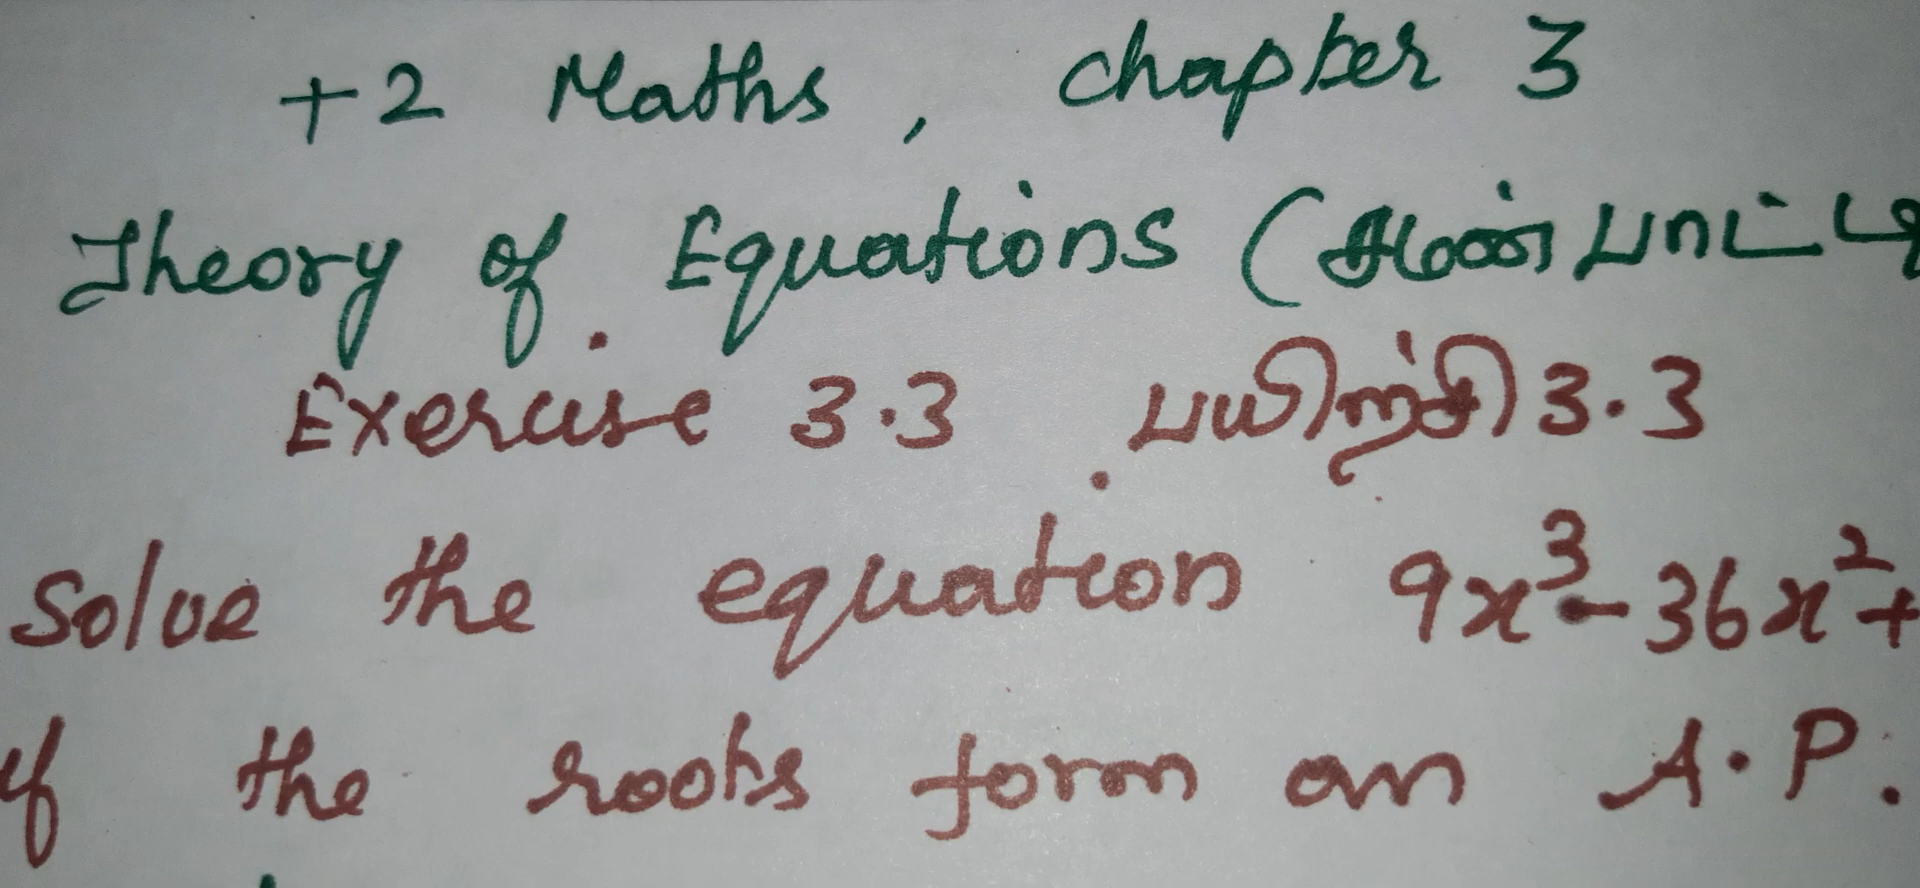 +2 Maths, chapter 3
Theory of Equations (சமன்பாட்டி
Exercise 3.3 பயிற்சி 3.3
Solve the equation 9x³-36x²+
if the roots form an A.P.